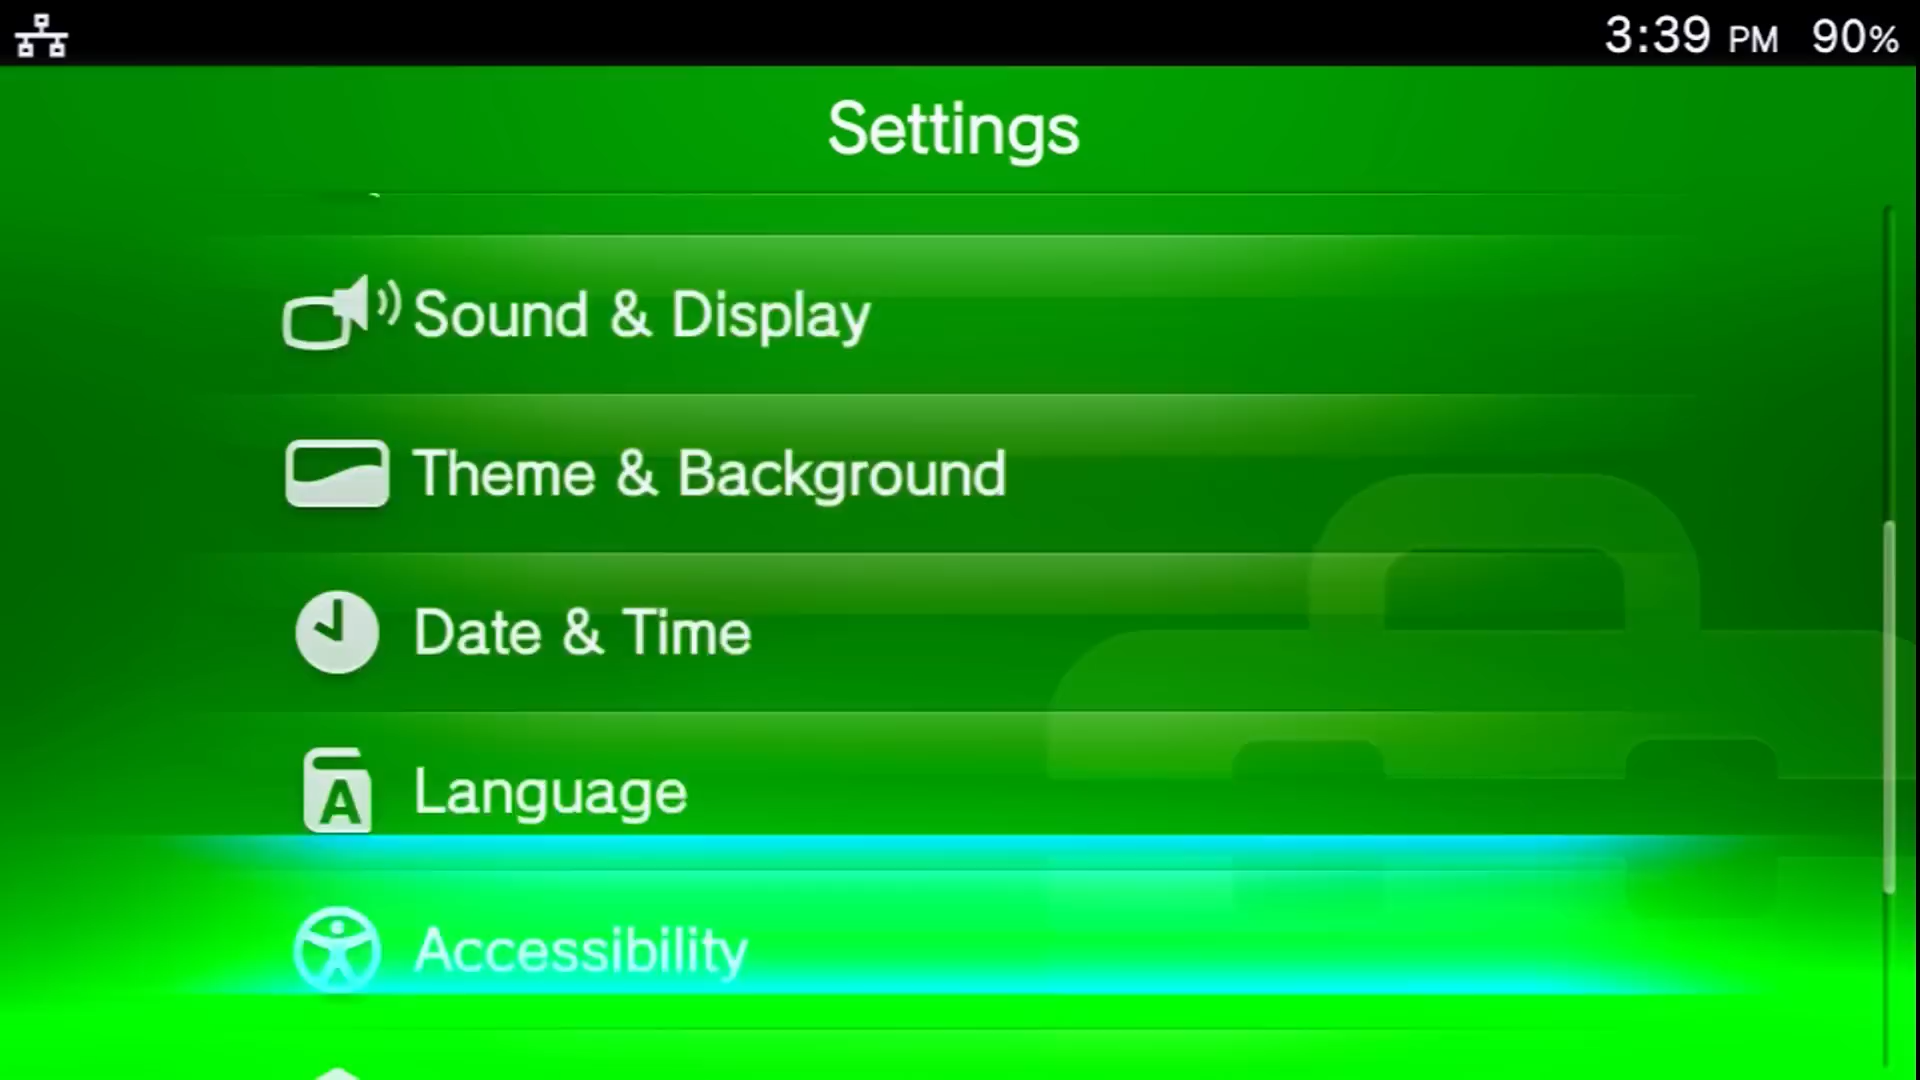 3:39 PM 90%
Settings
Sound & Display
Theme & Background
Date & Time
Language
Accessibility